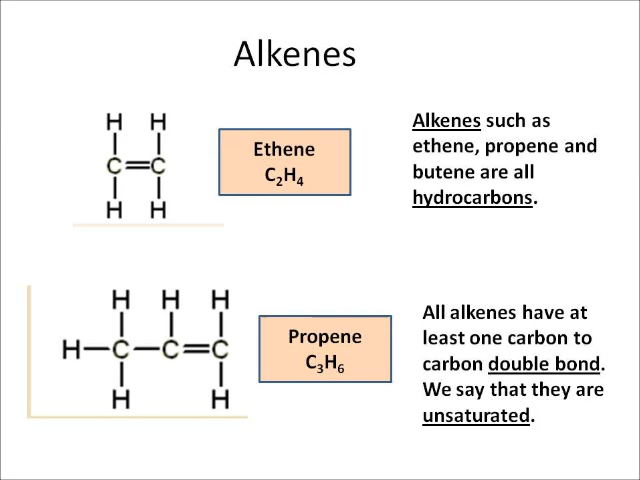 Alkenes
H H
C=C
H H
Ethene
C₂H₄
Alkenes such as
ethene, propene and
butene are all
hydrocarbons.
H H H
H—C—C=C
H H
Propene
C₃H₆
All alkenes have at
least one carbon to
carbon double bond.
We say that they are
unsaturated.